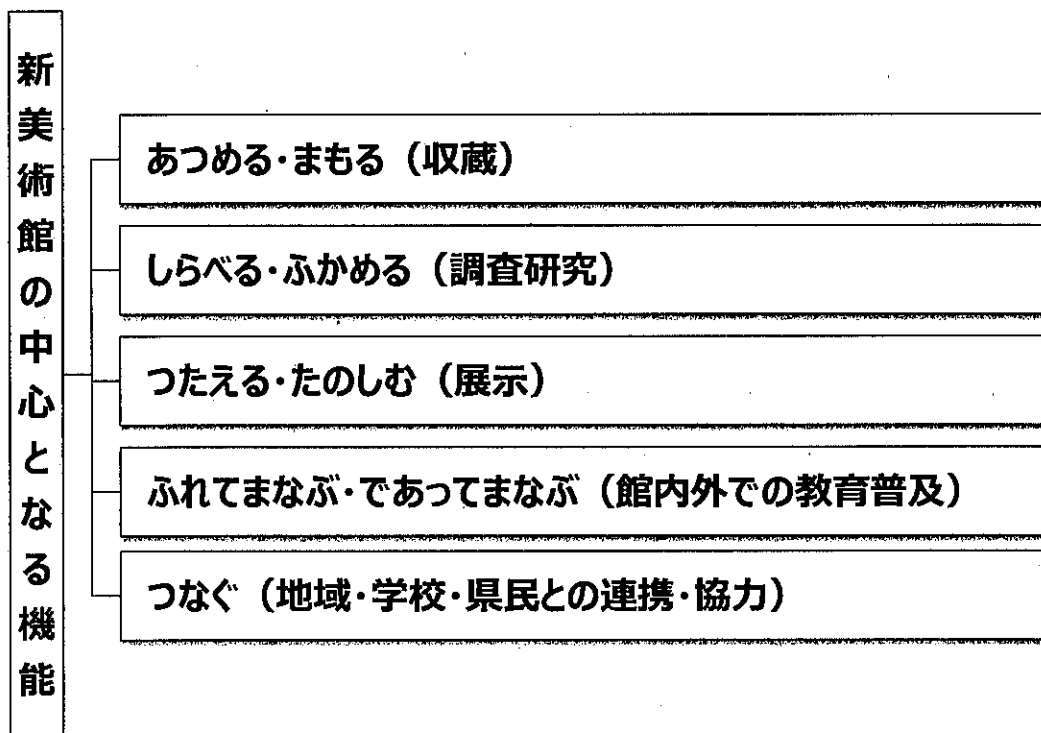 新美術館の中心となる機能
あつめる・まもる（収蔵）
しらべる・ふかめる（調査研究）
つたえる・たのしむ（展示）
ふれてまなぶ・であってまなぶ（館内外での教育普及）
つなぐ（地域・学校・県民との連携・協力）